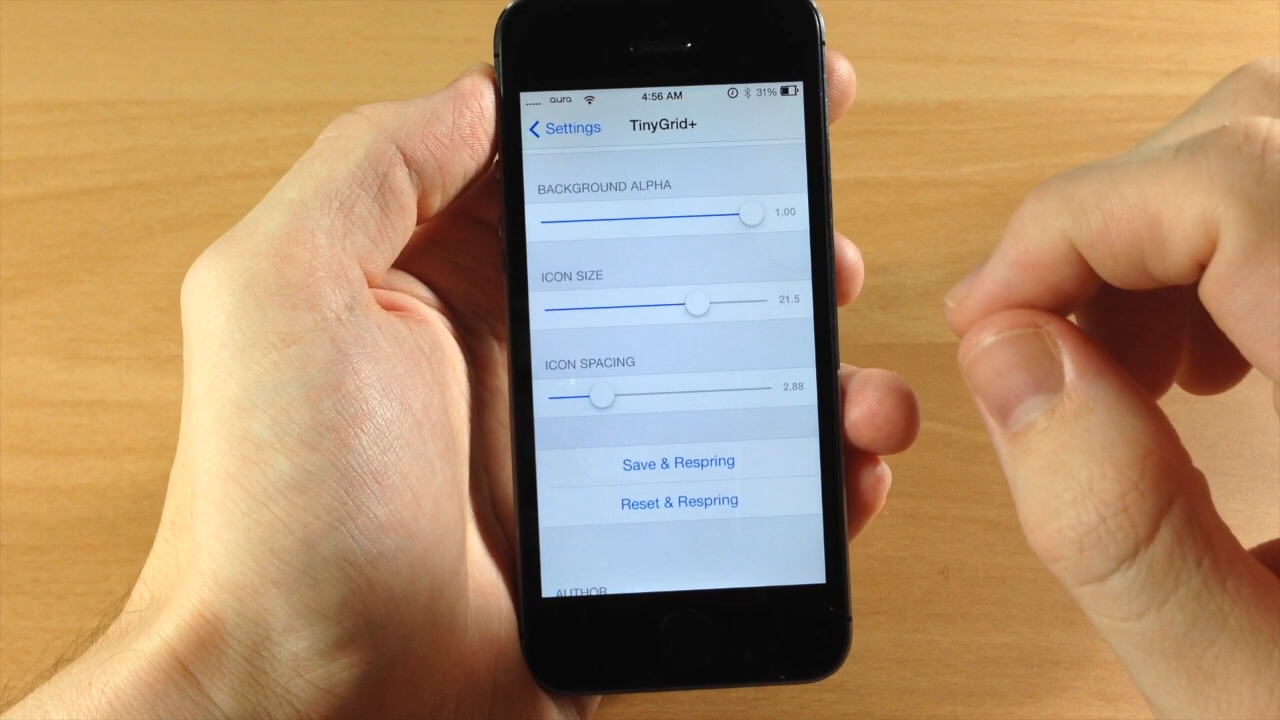 aura 4:56 AM 31%
Settings TinyGrid+
BACKGROUND ALPHA
1.00
ICON SIZE
21.5
ICON SPACING
2.88
Save & Respring
Reset & Respring
AUTHOR